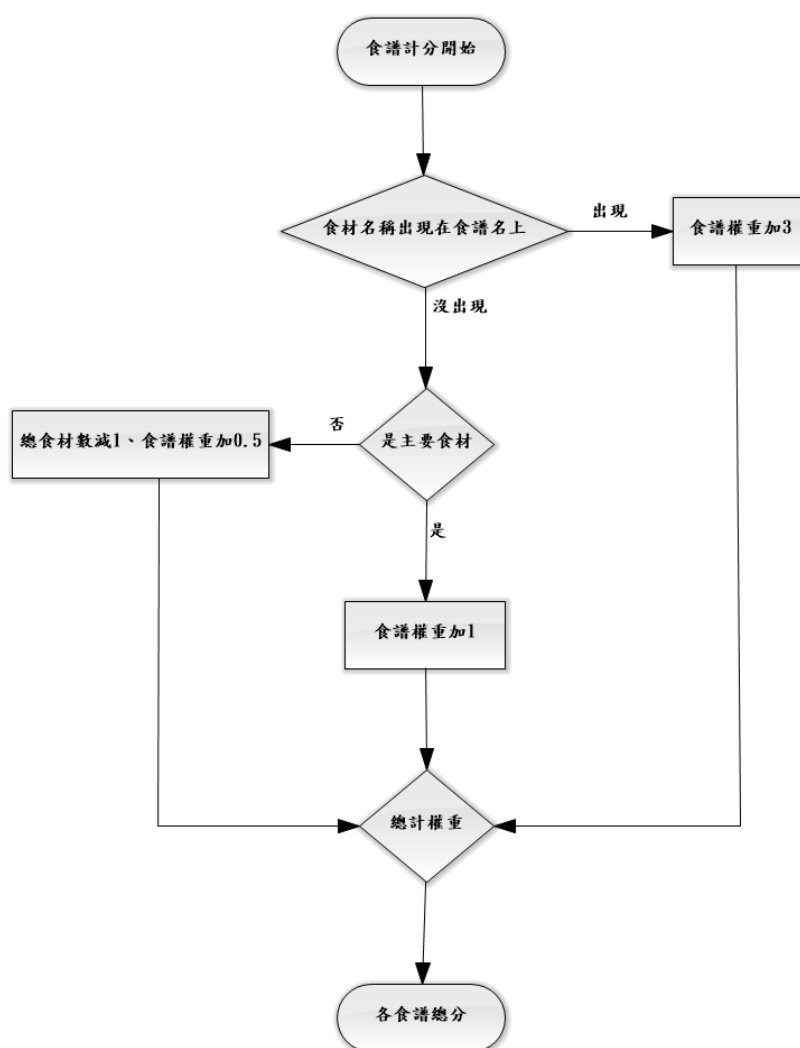 食譜計分開始
食材名稱出現在食譜名上
出現
食譜權重加3
沒出現
是主要食材
否
總食材數減1、食譜權重加0.5
是
食譜權重加1
總計權重
各食譜總分